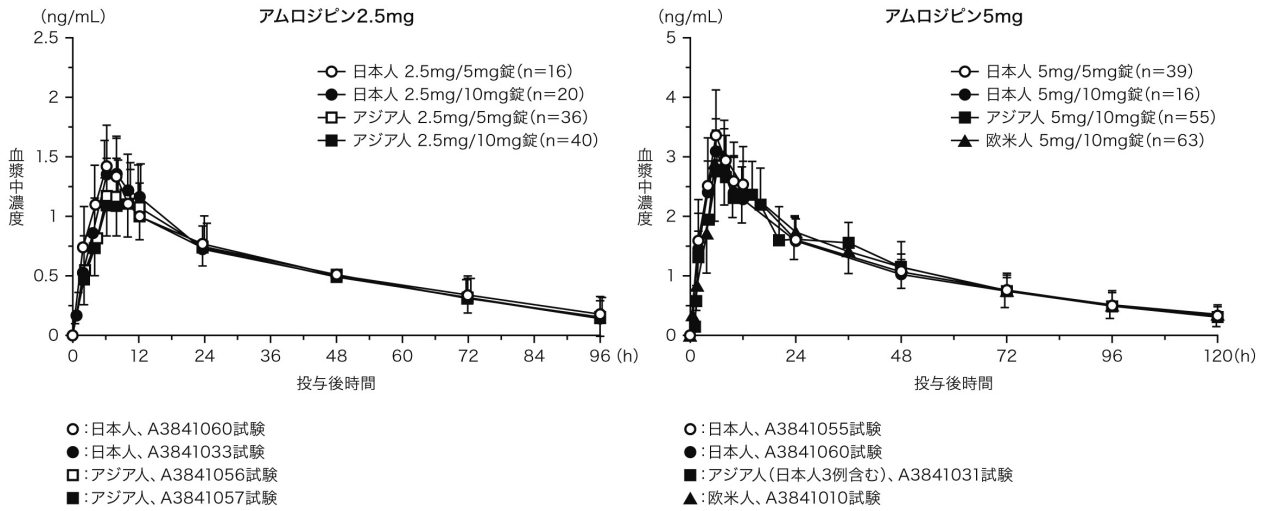 アムロジピン2.5mg
(ng/mL)
2.5
2
1.5
1
0.5
0
血漿中濃度
日本人 2.5mg/5mg錠(n=16)
日本人 2.5mg/10mg錠(n=20)
アジア人 2.5mg/5mg錠(n=36)
アジア人 2.5mg/10mg錠(n=40)
0 12 24 36 48 60 72 84 96 (h)
投与後時間
○:日本人、A3841060試験
●:日本人、A3841033試験
□:アジア人、A3841056試験
■:アジア人、A3841057試験
アムロジピン5mg
(ng/mL)
5
4
3
2
1
0
血漿中濃度
日本人 5mg/5mg錠(n=39)
日本人 5mg/10mg錠(n=16)
アジア人 5mg/10mg錠(n=55)
欧米人 5mg/10mg錠(n=63)
0 24 48 72 96 120(h)
投与後時間
○:日本人、A3841055試験
●:日本人、A3841060試験
■:アジア人(日本人3例含む)、A3841031試験
▲:欧米人、A3841010試験